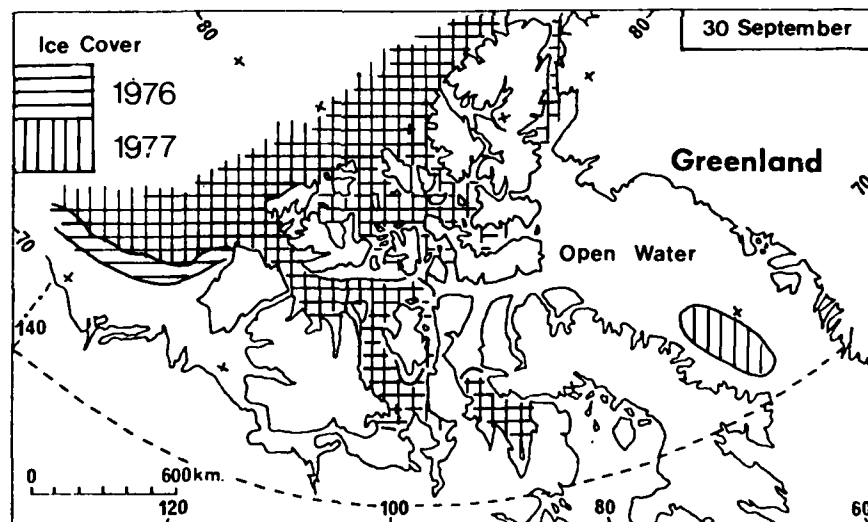 80
80
30 September
Ice Cover
1976
1977
Greenland
70
70
Open Water
140
0 600km.
120
100
80
60